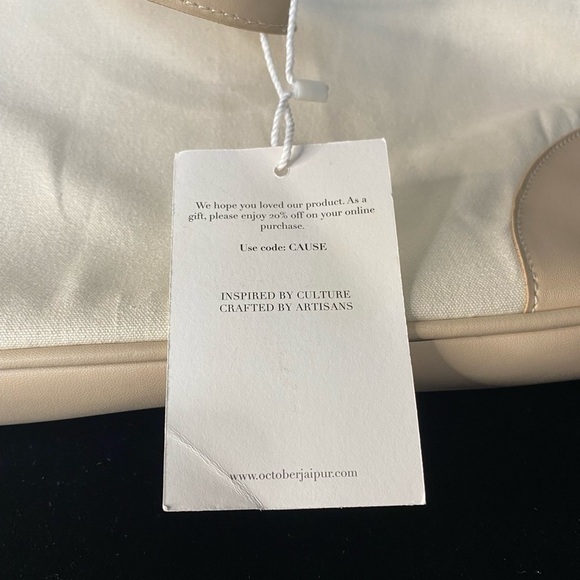 We hope you loved our product. As a
gift, please enjoy 20% off on your online
purchase.
Use code: CAUSE
INSPIRED BY CULTURE
CRAFTED BY ARTISANS
www.octoberjaipur.com